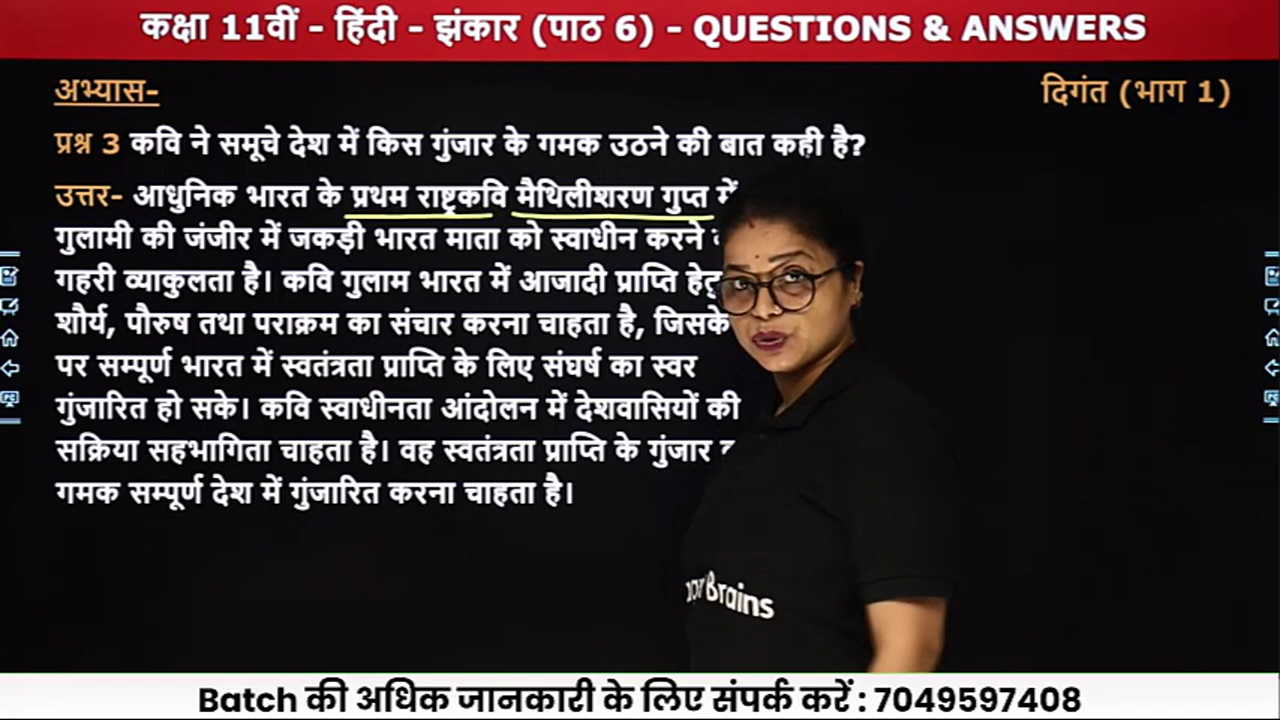 कक्षा 11वीं - हिंदी - झंकार (पाठ 6) - QUESTIONS & ANSWERS
अभ्यास-
दिगंत (भाग 1)
प्रश्न 3 कवि ने समूचे देश में किस गुंजार के गमक उठने की बात कही है?
उत्तर- आधुनिक भारत के प्रथम राष्ट्रकवि मैथिलीशरण गुप्त में
गुलामी की जंजीर में जकड़ी भारत माता को स्वाधीन करने
गहरी व्याकुलता है। कवि गुलाम भारत में आजादी प्राप्ति हेतु
शौर्य, पौरुष तथा पराक्रम का संचार करना चाहता है, जिसके
पर सम्पूर्ण भारत में स्वतंत्रता प्राप्ति के लिए संघर्ष का स्वर
गुंजारित हो सके। कवि स्वाधीनता आंदोलन में देशवासियों की
सक्रिया सहभागिता चाहता है। वह स्वतंत्रता प्राप्ति के गुंजार
गमक सम्पूर्ण देश में गुंजारित करना चाहता है।
Brains
Batch की अधिक जानकारी के लिए संपर्क करें : 7049597408